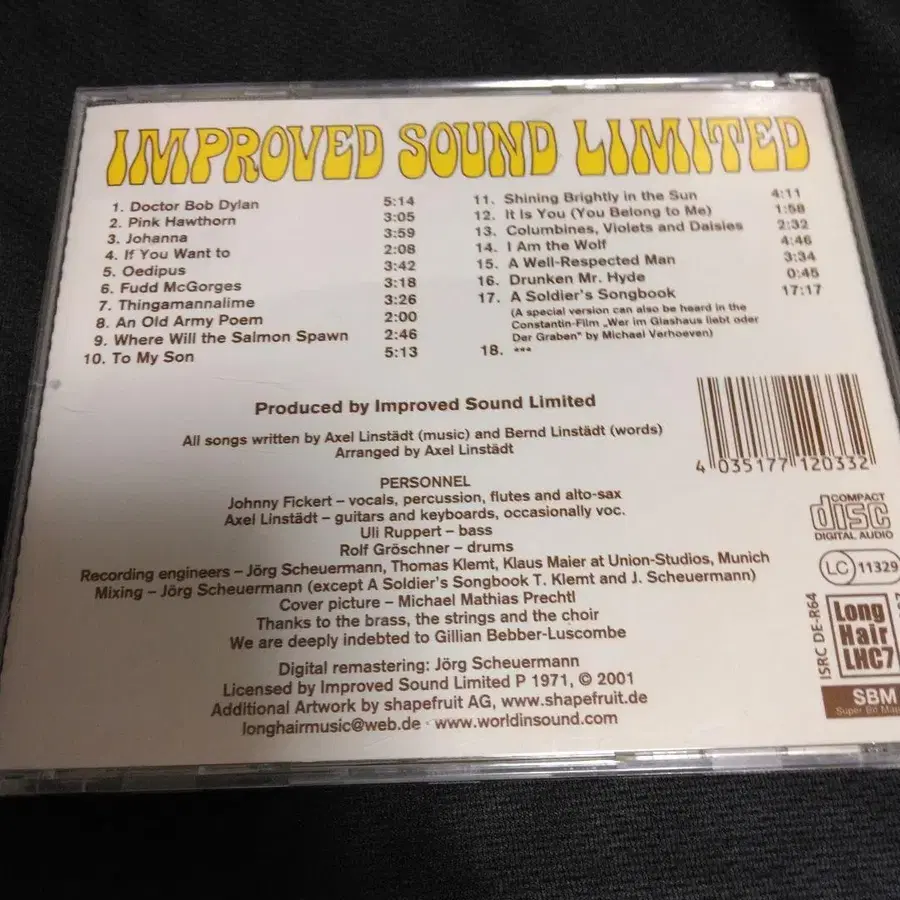 IMPROVED SOUND LIMITED
1. Doctor Bob Dylan 5:14
2. Pink Hawthorn 3:05
3. Johanna 3:59
4. If You Want to 2:08
5. Oedipus 3:42
6. Fudd McGorges 3:18
7. Thingamannalime 3:26
8. An Old Army Poem 2:00
9. Where Will the Salmon Spawn 2:46
10. To My Son 5:13
11. Shining Brightly in the Sun 4:11
12. It Is You (You Belong to Me) 1:58
13. Columbines, Violets and Daisies 2:32
14. I Am the Wolf 4:46
15. A Well-Respected Man 3:34
16. Drunken Mr. Hyde 0:45
17. A Soldier's Songbook 17:17
(A special version can also be heard in the
Constantin-Film „Wer im Glashaus liebt oder
Der Graben" by Michael Verhoeven)
18. ***
Produced by Improved Sound Limited
All songs written by Axel Linstädt (music) and Bernd Linstädt (words)
Arranged by Axel Linstädt
4 035177 120332
PERSONNEL
Johnny Fickert – vocals, percussion, flutes and alto-sax
Axel Linstädt – guitars and keyboards, occasionally voc.
Uli Ruppert – bass
Rolf Gröschner – drums
Recording engineers – Jörg Scheuermann, Thomas Klemt, Klaus Maier at Union-Studios, Munich
Mixing – Jörg Scheuermann (except A Soldier's Songbook T. Klemt and J. Scheuermann)
Cover picture – Michael Mathias Prechtl
Thanks to the brass, the strings and the choir
We are deeply indebted to Gillian Bebber-Luscombe
Digital remastering: Jörg Scheuermann
Licensed by Improved Sound Limited P 1971, © 2001
Additional Artwork by shapefruit AG, www.shapefruit.de
longhairmusic@web.de · www.worldinsound.com
COMPACT
disc
DIGITAL AUDIO
LC 11329
ISRC DE-R64
Long
Hair
LHC7
SBM
Super Bit Map